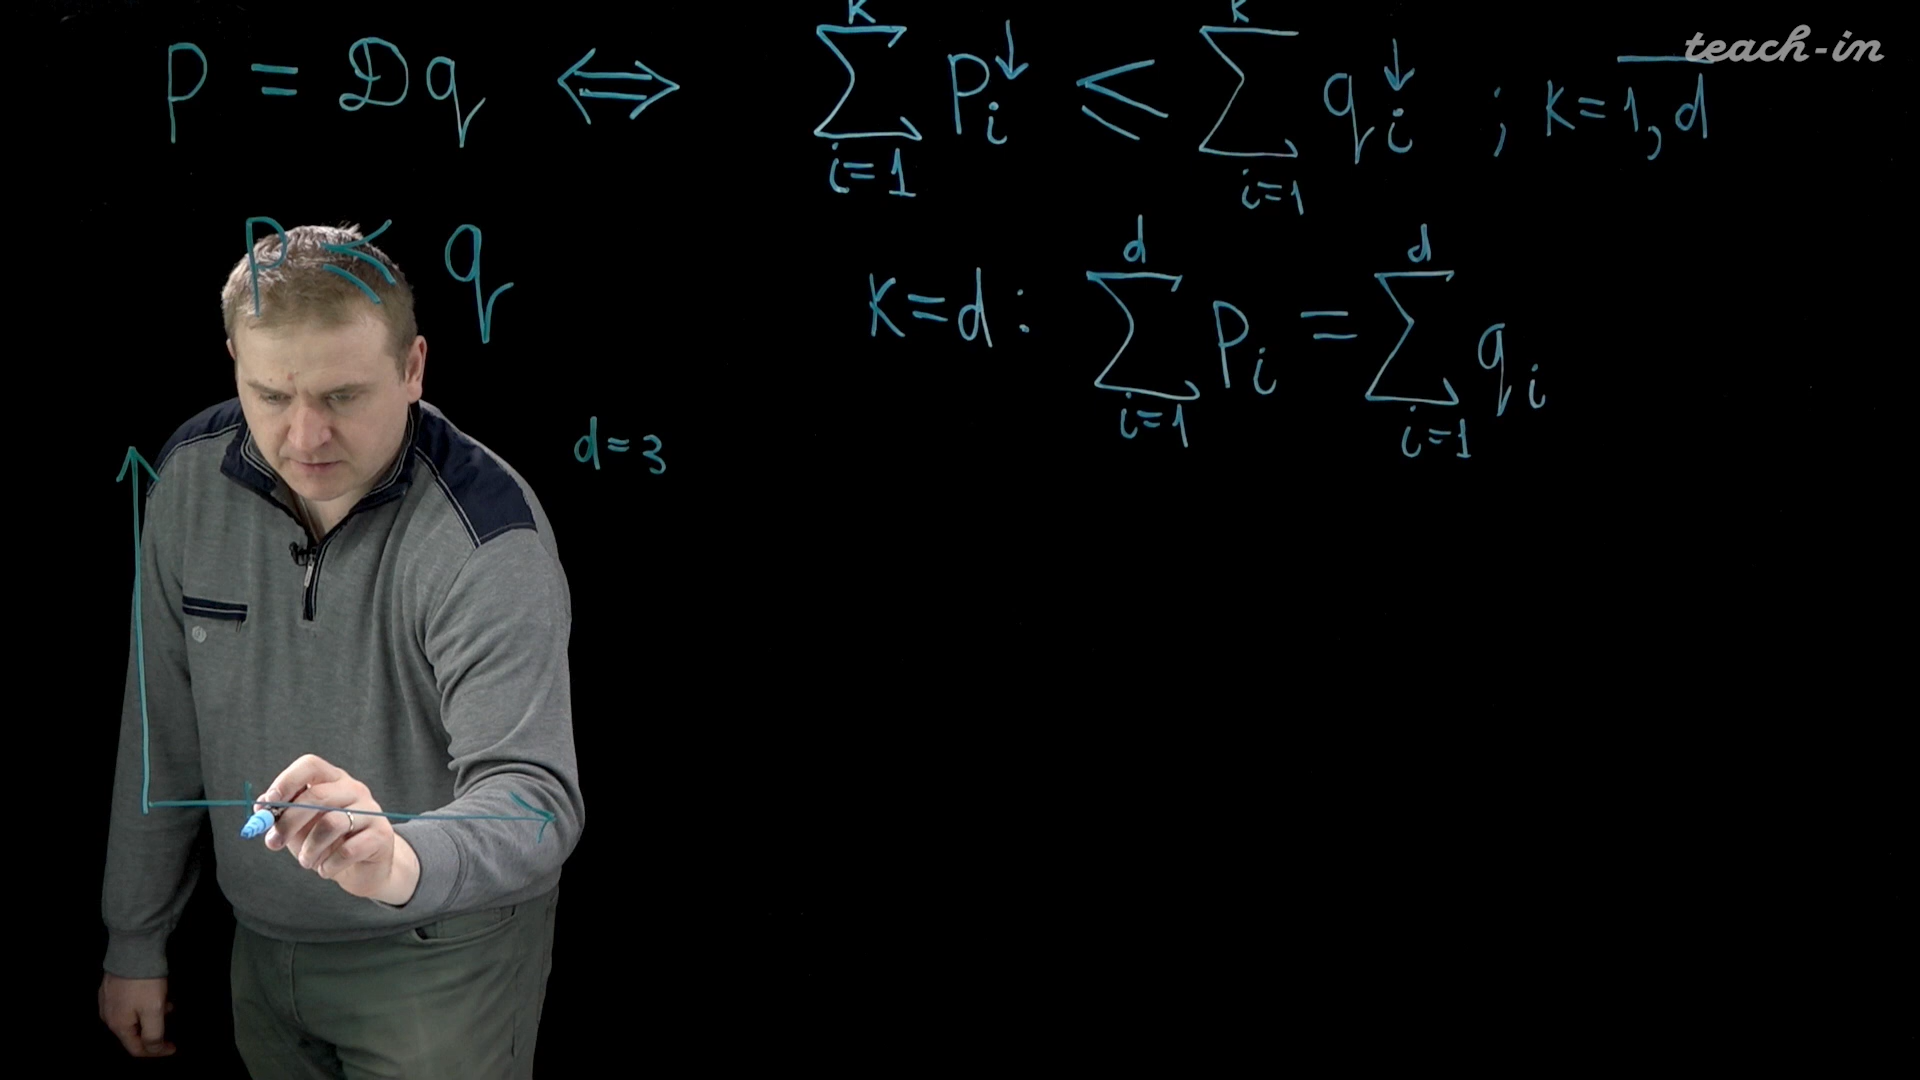 teach-in
p = 𝒟q ⟺ ∑_{i=1}^{k} p_i^↓ ≤ ∑_{i=1}^{k} q_i^↓ ; k = \overline{1, d}
p ≺ q
k = d : ∑_{i=1}^{d} p_i = ∑_{i=1}^{d} q_i
d = 3